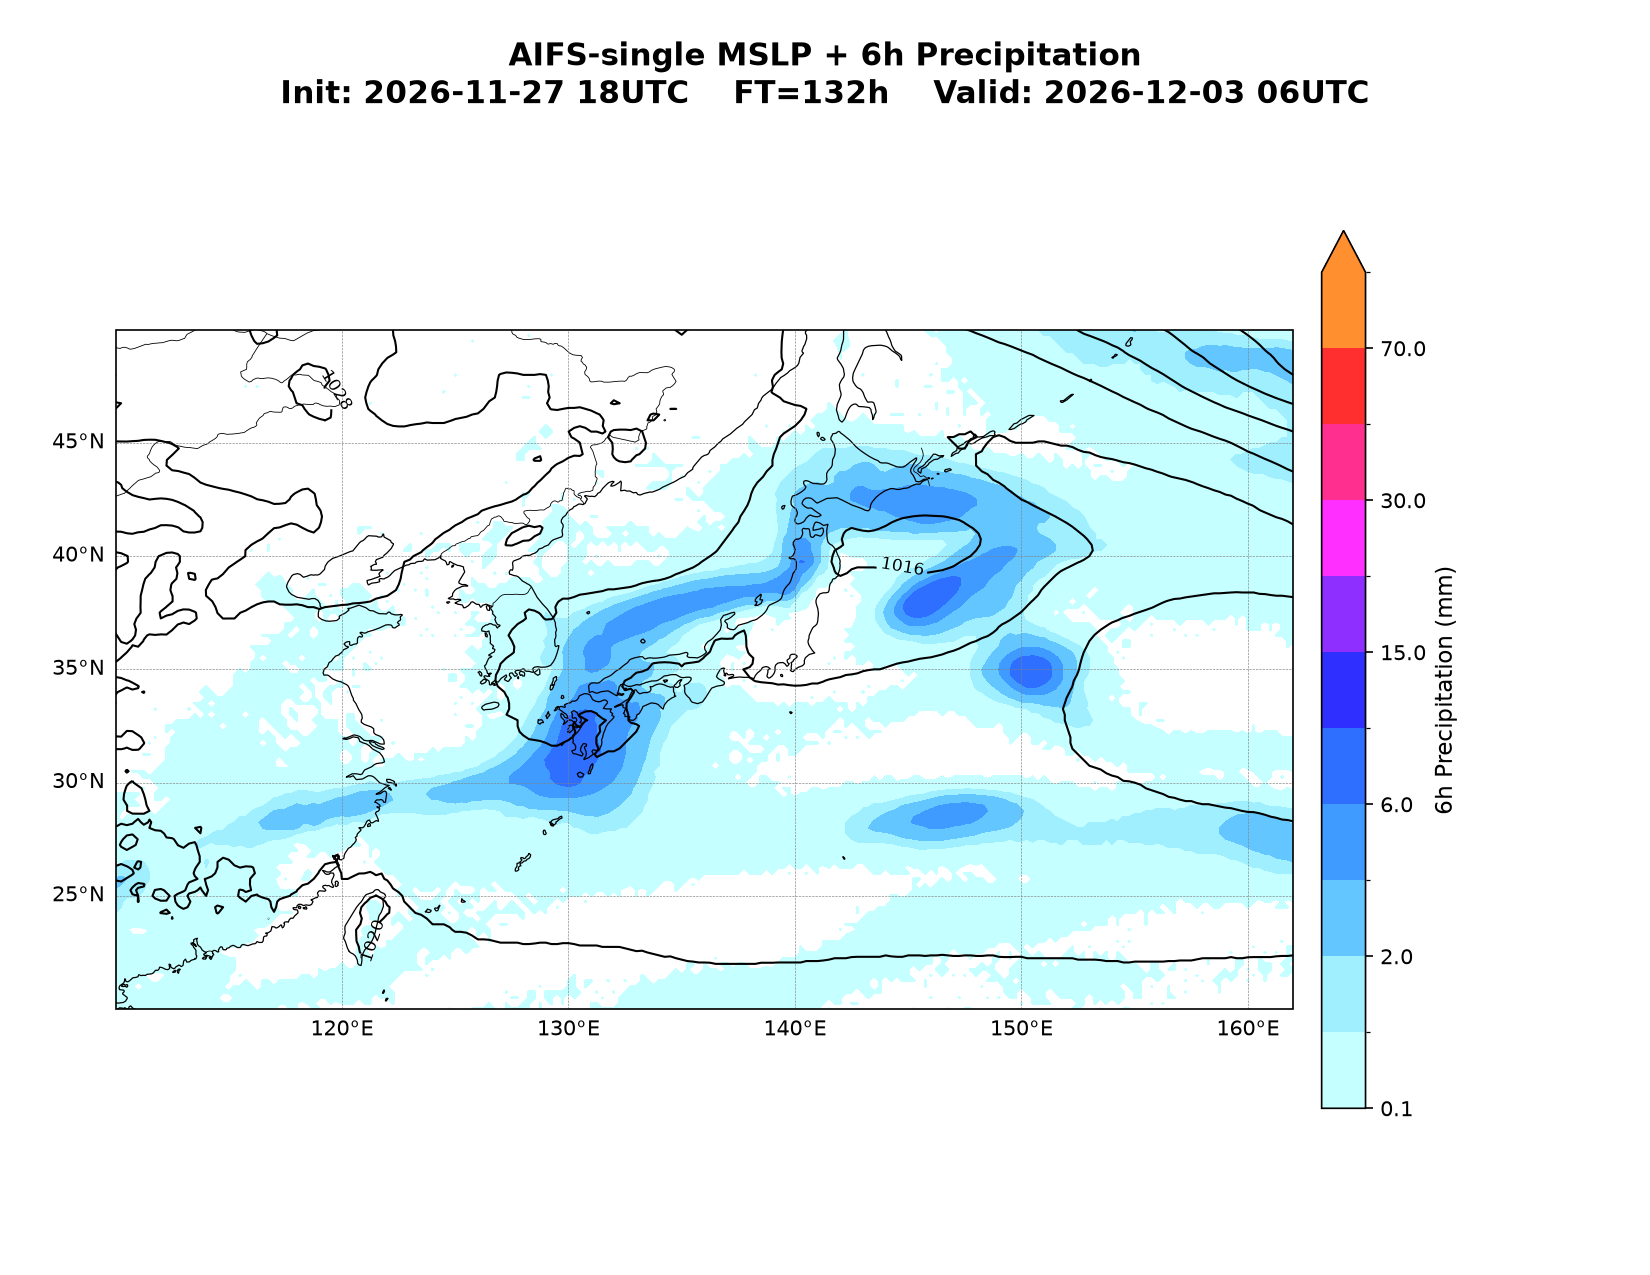 AIFS-single MSLP + 6h Precipitation
Init: 2026-11-27 18UTC    FT=132h    Valid: 2026-12-03 06UTC
1028
1016
1020
45°N
40°N
35°N
30°N
25°N
120°E
130°E
140°E
150°E
160°E
70.0
30.0
15.0
6.0
2.0
0.1
6h Precipitation (mm)